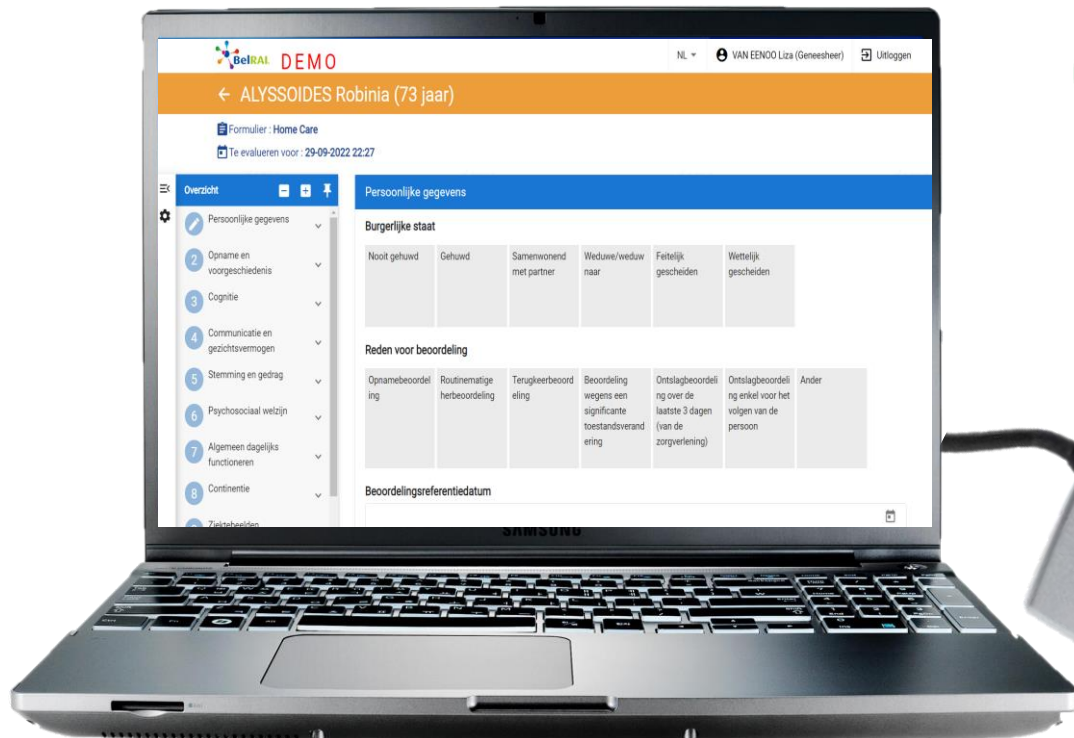 BelRAI DEMO
NL
VAN EENOO Liza (Geneesheer)
Uitloggen
← ALYSSOIDES Robinia (73 jaar)
Formulier : Home Care
Te evalueren voor : 29-09-2022 22:27
Overzicht
Persoonlijke gegevens
2 Opname en
voorgeschiedenis
3 Cognitie
4 Communicatie en
gezichtsvermogen
5 Stemming en gedrag
6 Psychosociaal welzijn
7 Algemeen dagelijks
functioneren
8 Continentie
Ziektebeelden
Persoonlijke gegevens
Burgerlijke staat
Nooit gehuwd
Gehuwd
Samenwonend
met partner
Weduwe/weduw
naar
Feitelijk
gescheiden
Wettelijk
gescheiden
Reden voor beoordeling
Opnamebeoordel
ing
Routinematige
herbeoordeling
Terugkeerbeoord
eling
Beoordeling
wegens een
significante
toestandsverand
ering
Ontslagbeoordeli
ng over de
laatste 3 dagen
(van de
zorgverlening)
Ontslagbeoordeli
ng enkel voor het
volgen van de
persoon
Ander
Beoordelingsreferentiedatum
SAMSUNG